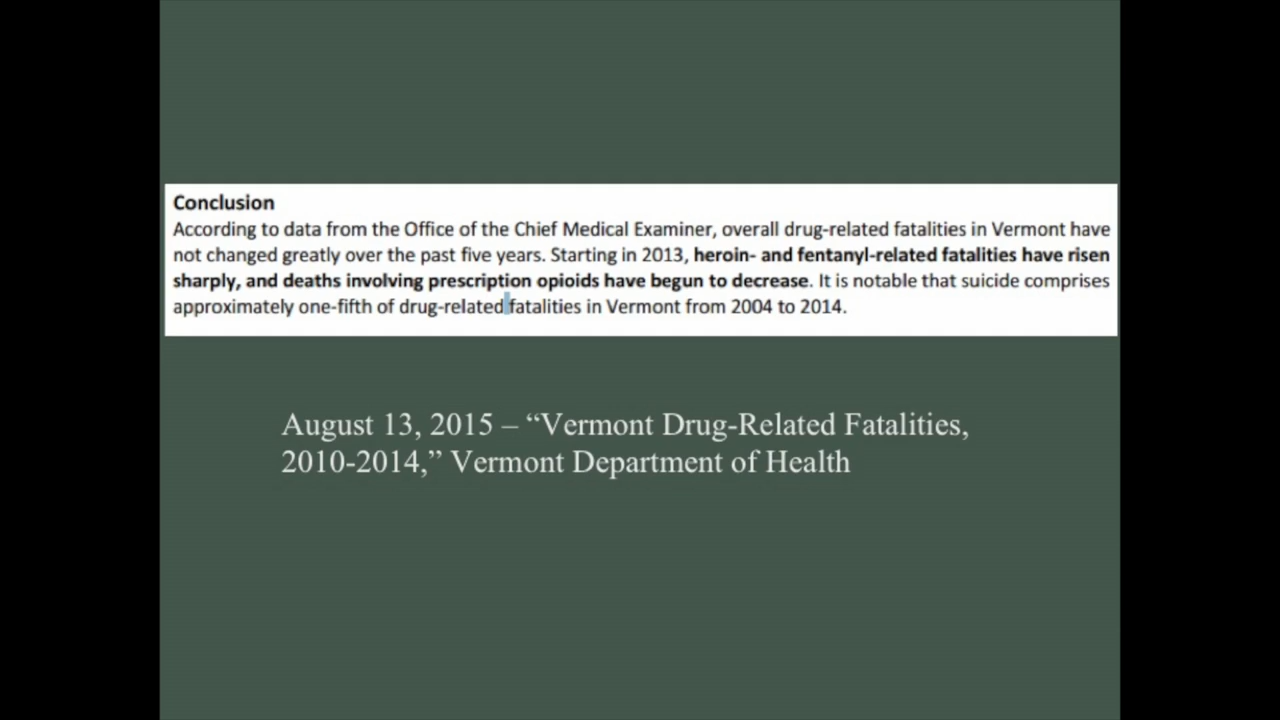 Conclusion
According to data from the Office of the Chief Medical Examiner, overall drug-related fatalities in Vermont have
not changed greatly over the past five years. Starting in 2013, heroin- and fentanyl-related fatalities have risen
sharply, and deaths involving prescription opioids have begun to decrease. It is notable that suicide comprises
approximately one-fifth of drug-related fatalities in Vermont from 2004 to 2014.
August 13, 2015 – “Vermont Drug-Related Fatalities,
2010-2014,” Vermont Department of Health